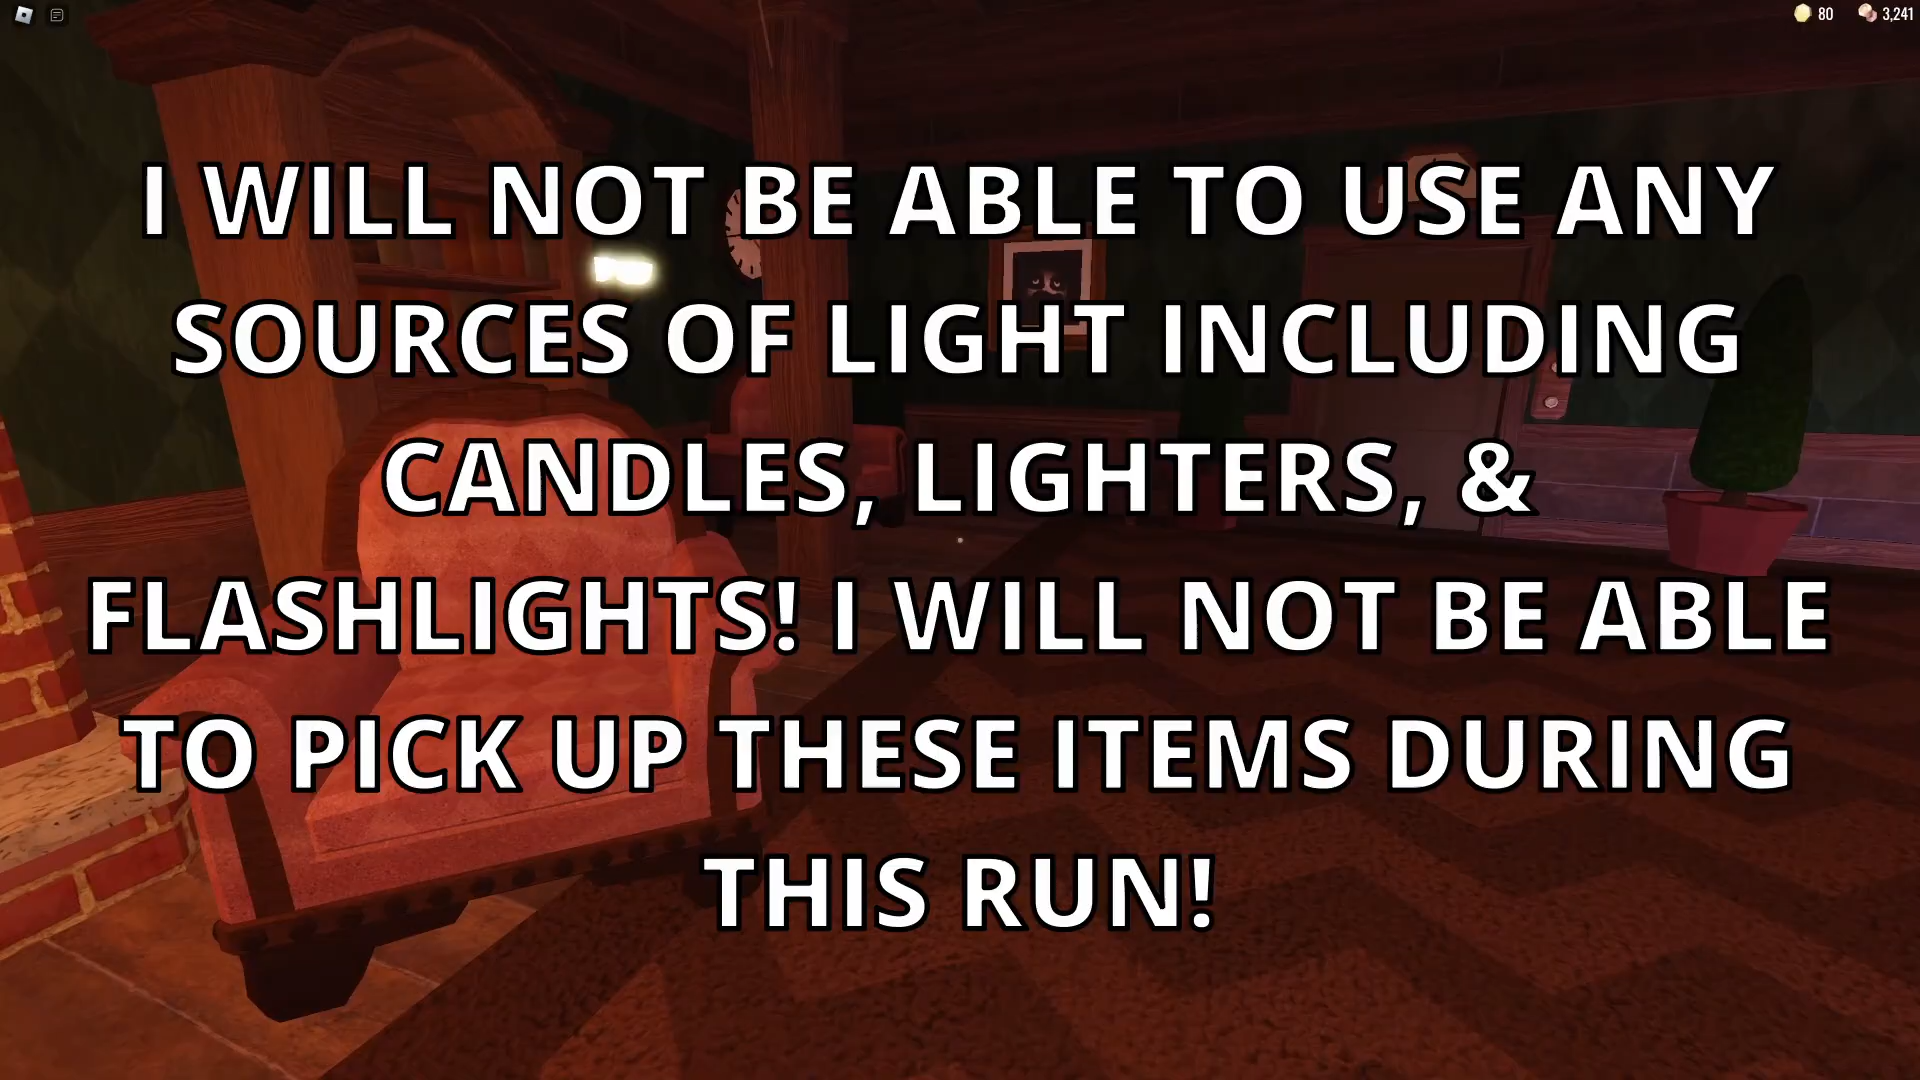 80 3,241
I WILL NOT BE ABLE TO USE ANY
SOURCES OF LIGHT INCLUDING
CANDLES, LIGHTERS, &
FLASHLIGHTS! I WILL NOT BE ABLE
TO PICK UP THESE ITEMS DURING
THIS RUN!